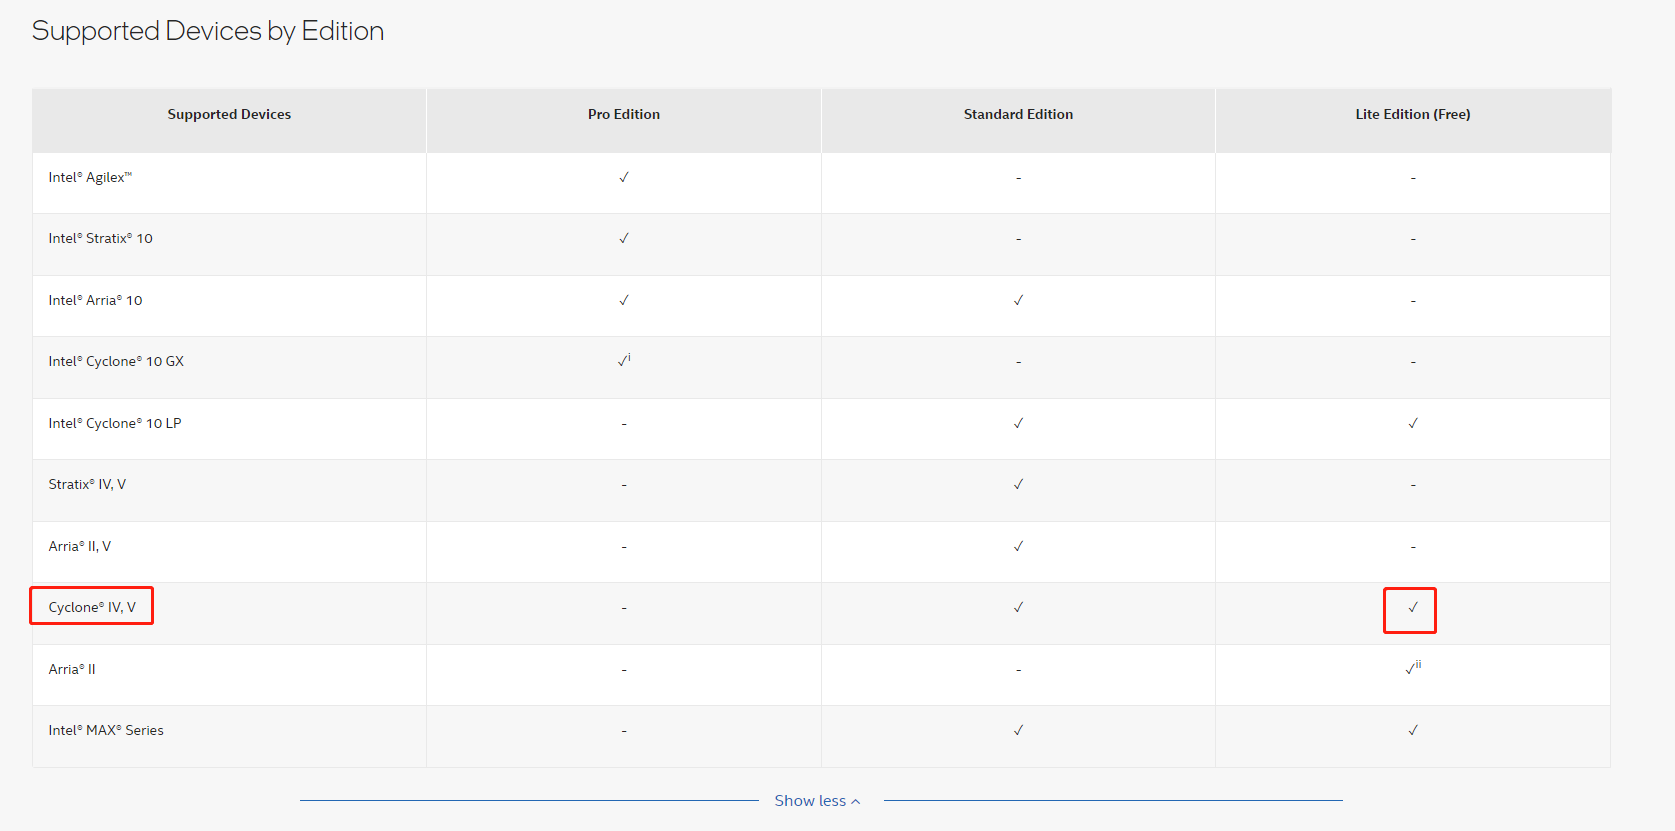 Supported Devices by Edition
Supported Devices Pro Edition Standard Edition Lite Edition (Free)
Intel® Agilex™ ✓ - -
Intel® Stratix® 10 ✓ - -
Intel® Arria® 10 ✓ ✓ -
Intel® Cyclone® 10 GX ✓i - -
Intel® Cyclone® 10 LP - ✓ ✓
Stratix® IV, V - ✓ -
Arria® II, V - ✓ -
Cyclone® IV, V - ✓ ✓
Arria® II - - ✓ii
Intel® MAX® Series - ✓ ✓
Show less